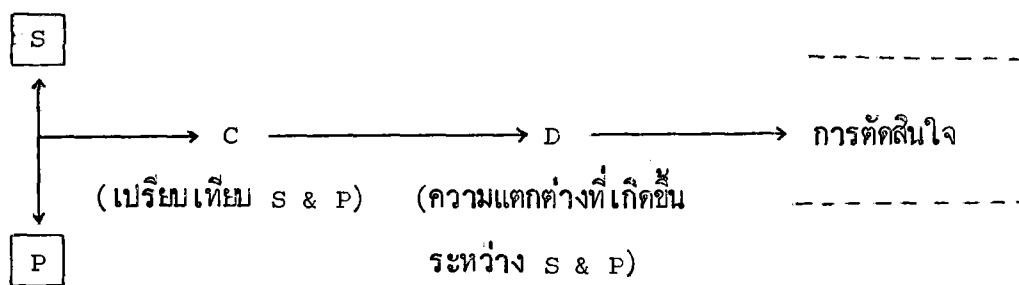 S
C D การตัดสินใจ
(เปรียบเทียบ S & P) (ความแตกต่างที่เกิดขึ้น
P ระหว่าง S & P)